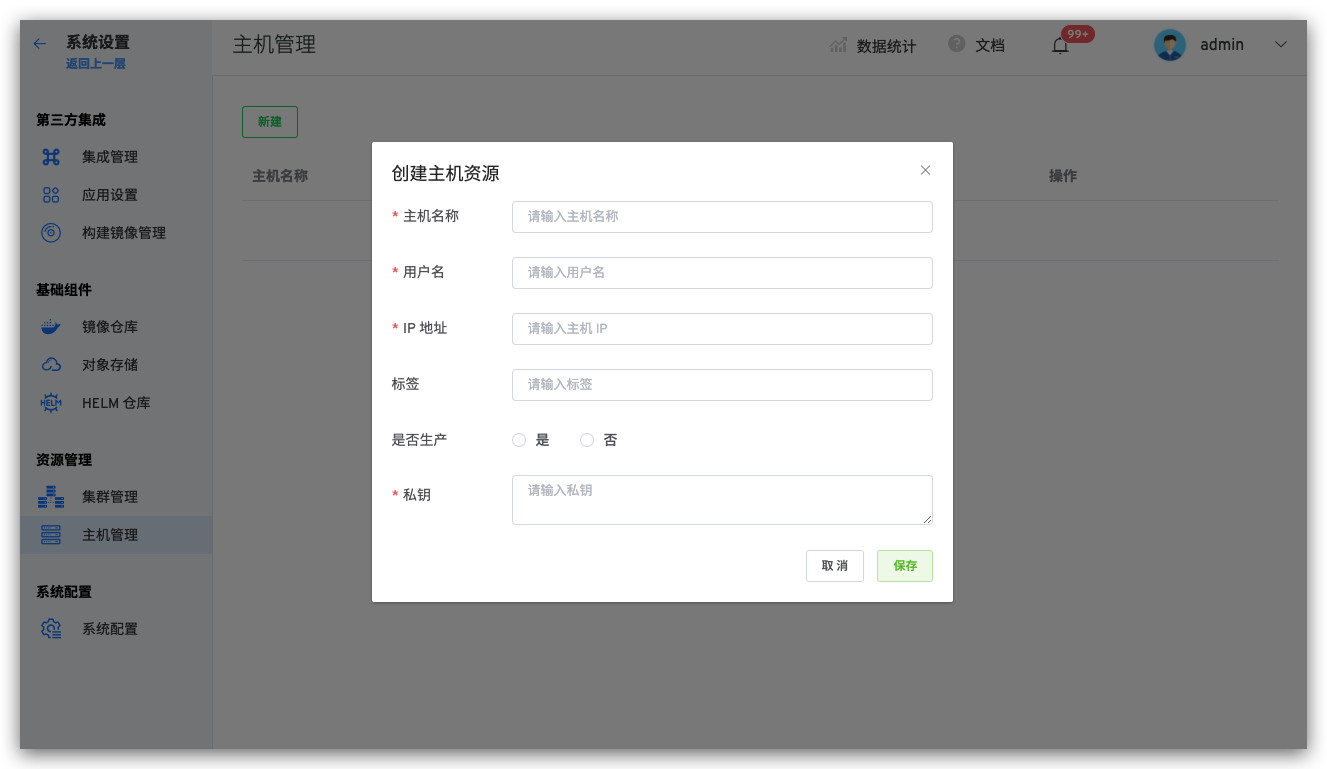 系统设置
返回上一层
主机管理
数据统计
文档
99+
admin
第三方集成
集成管理
应用设置
构建镜像管理
基础组件
镜像仓库
对象存储
HELM
HELM 仓库
资源管理
集群管理
主机管理
系统配置
系统配置
新建
主机名称
操作
创建主机资源
* 主机名称
请输入主机名称
* 用户名
请输入用户名
* IP 地址
请输入主机 IP
标签
请输入标签
是否生产
是
否
* 私钥
请输入私钥
取 消
保存